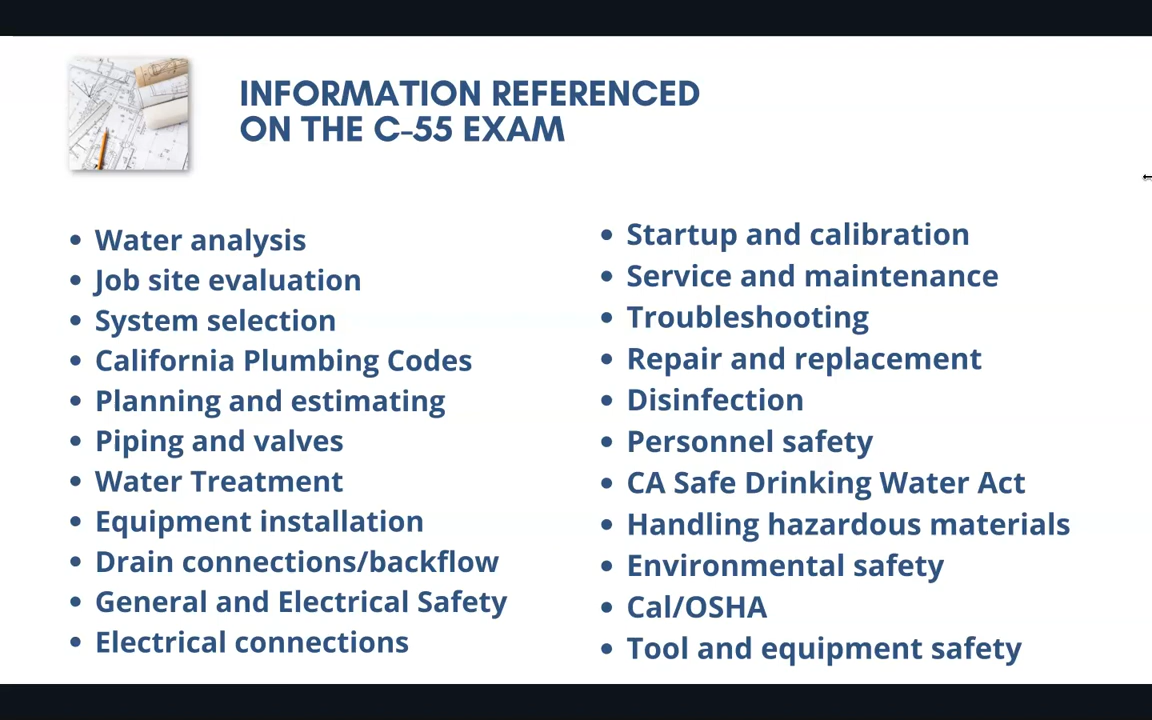 INFORMATION REFERENCED
ON THE C-55 EXAM
• Water analysis
• Job site evaluation
• System selection
• California Plumbing Codes
• Planning and estimating
• Piping and valves
• Water Treatment
• Equipment installation
• Drain connections/backflow
• General and Electrical Safety
• Electrical connections
• Startup and calibration
• Service and maintenance
• Troubleshooting
• Repair and replacement
• Disinfection
• Personnel safety
• CA Safe Drinking Water Act
• Handling hazardous materials
• Environmental safety
• Cal/OSHA
• Tool and equipment safety